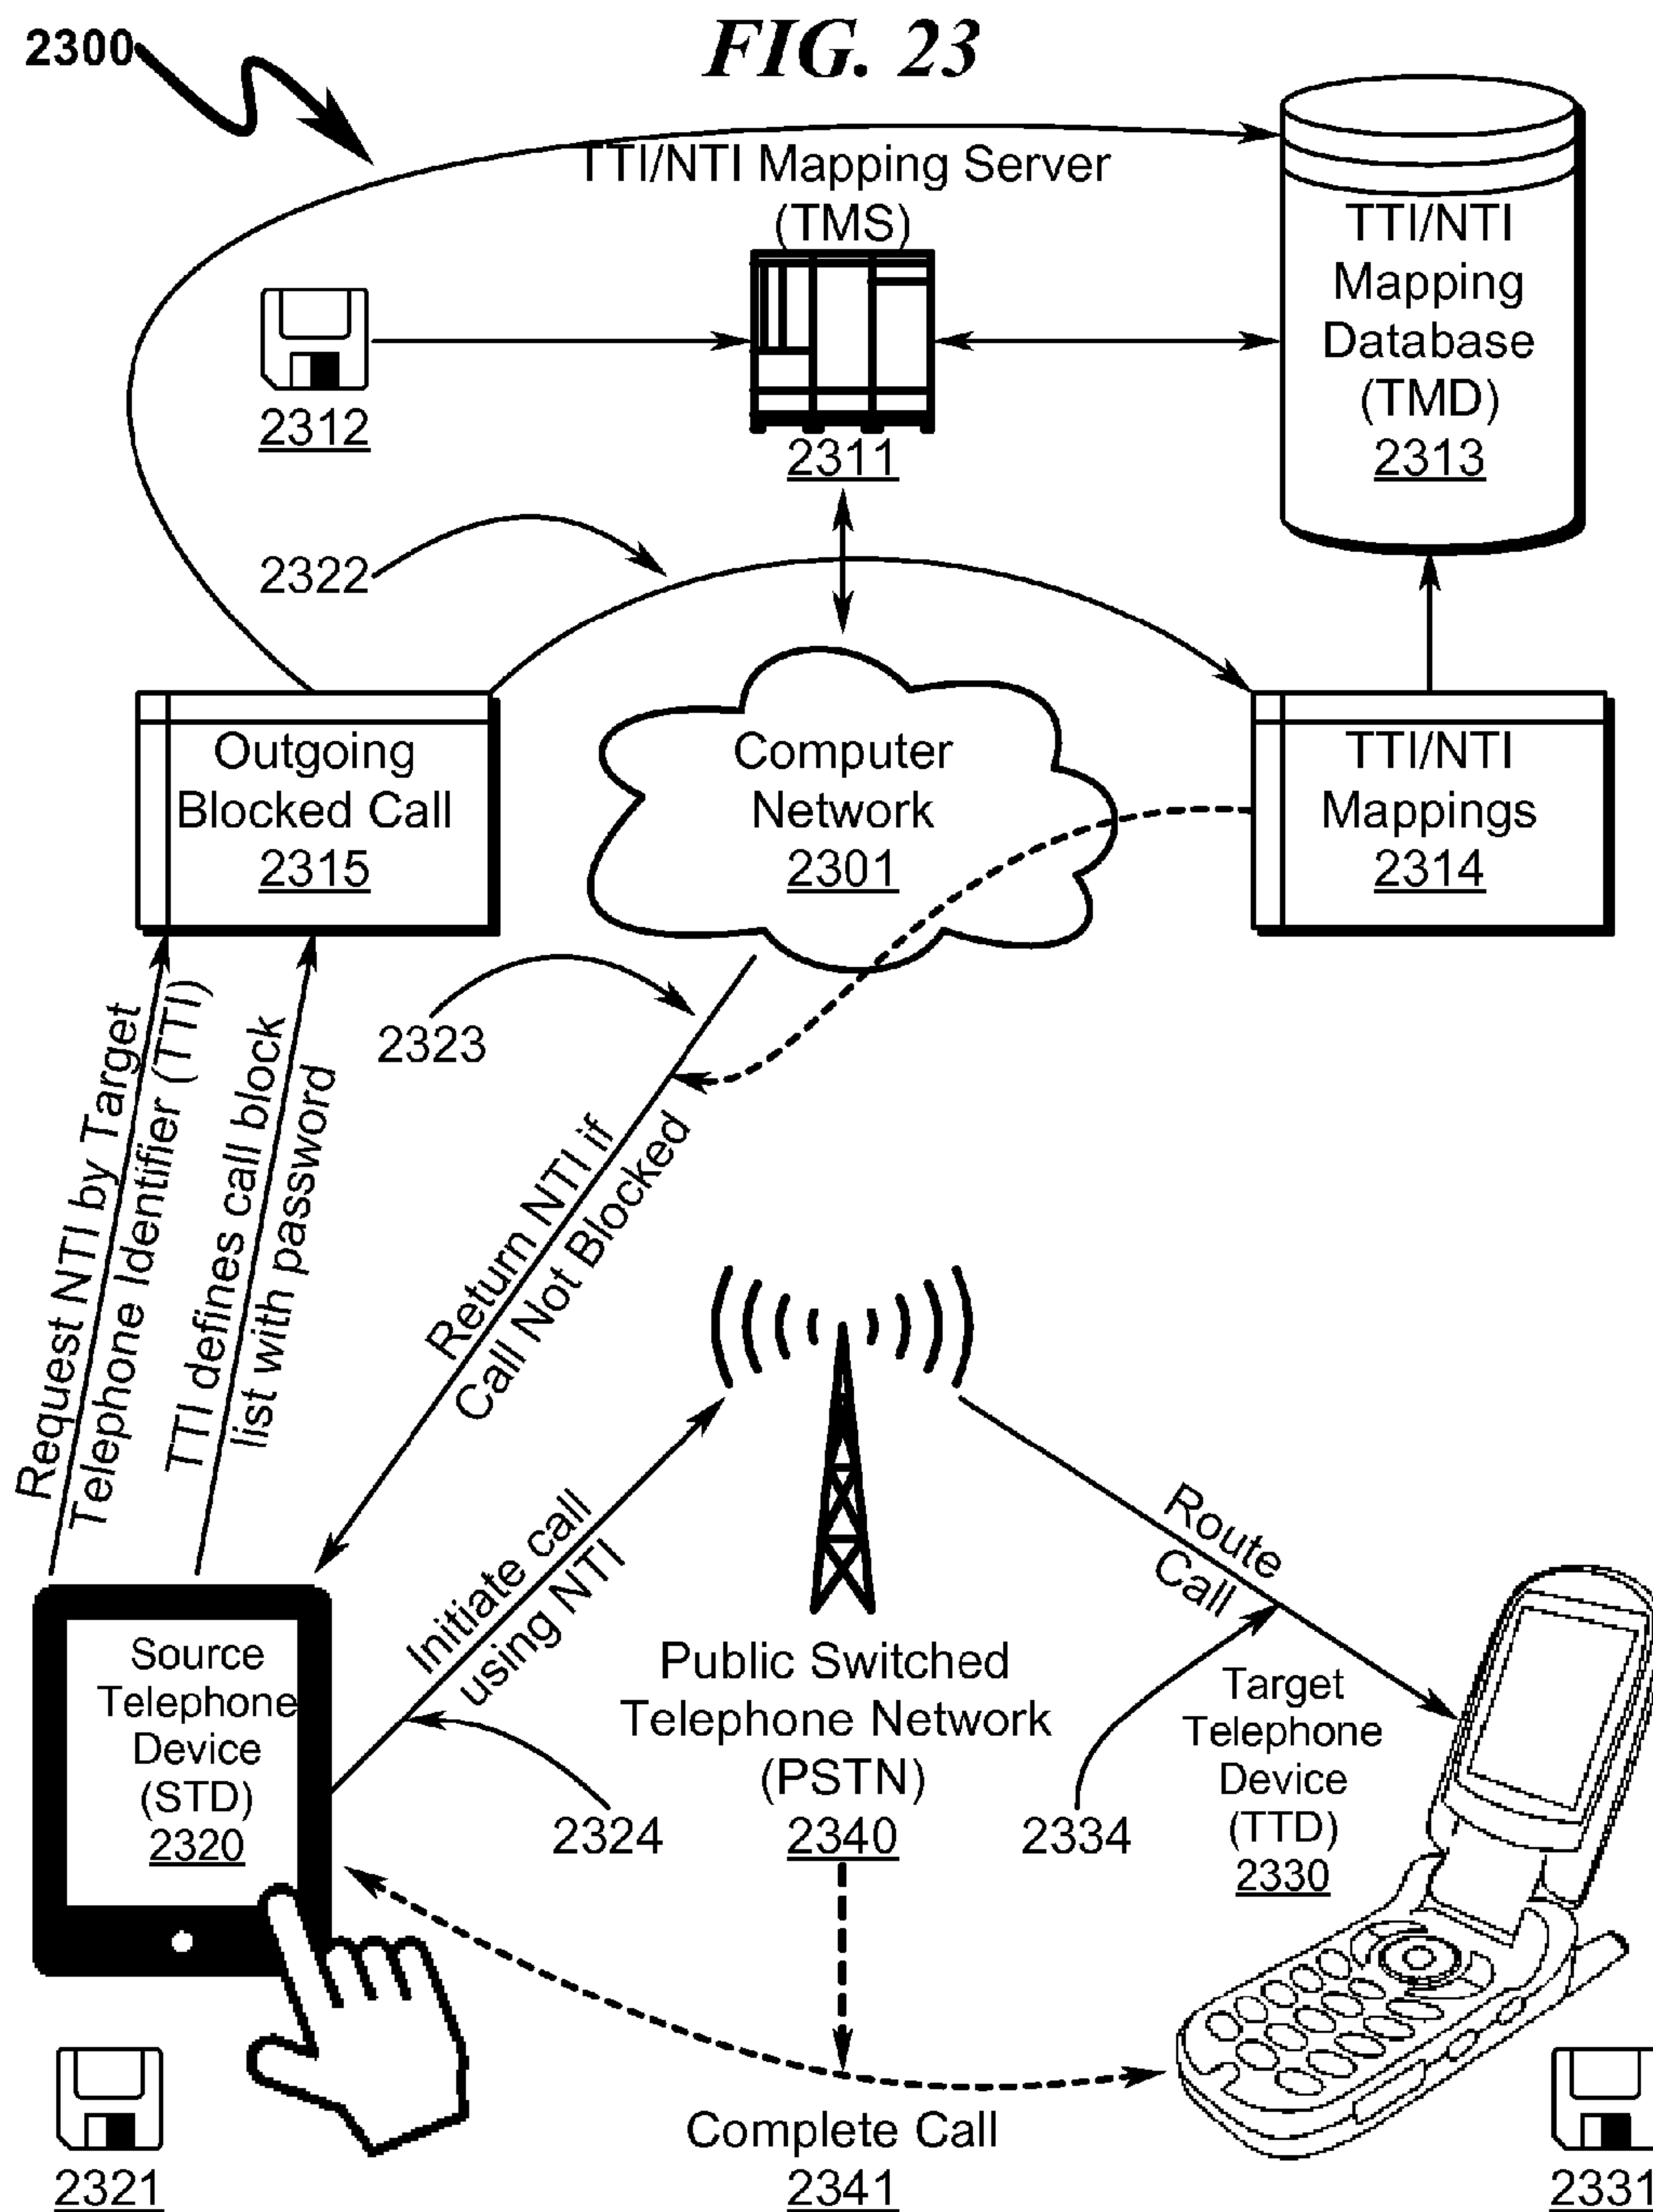 FIG. 23
2300
TTI/NTI Mapping Server
(TMS)
2311
2312
TTI/NTI
Mapping
Database
(TMD)
2313
2322
Outgoing
Blocked Call
2315
Computer
Network
2301
TTI/NTI
Mappings
2314
2323
Request NTI by Target
Telephone Identifier (TTI)
TTI defines call block
list with password
Return NTI if
Call Not Blocked
Initiate call
using NTI
2324
Route
Call
2334
Source
Telephone
Device
(STD)
2320
Public Switched
Telephone Network
(PSTN)
2340
Target
Telephone
Device
(TTD)
2330
2321
Complete Call
2341
2331